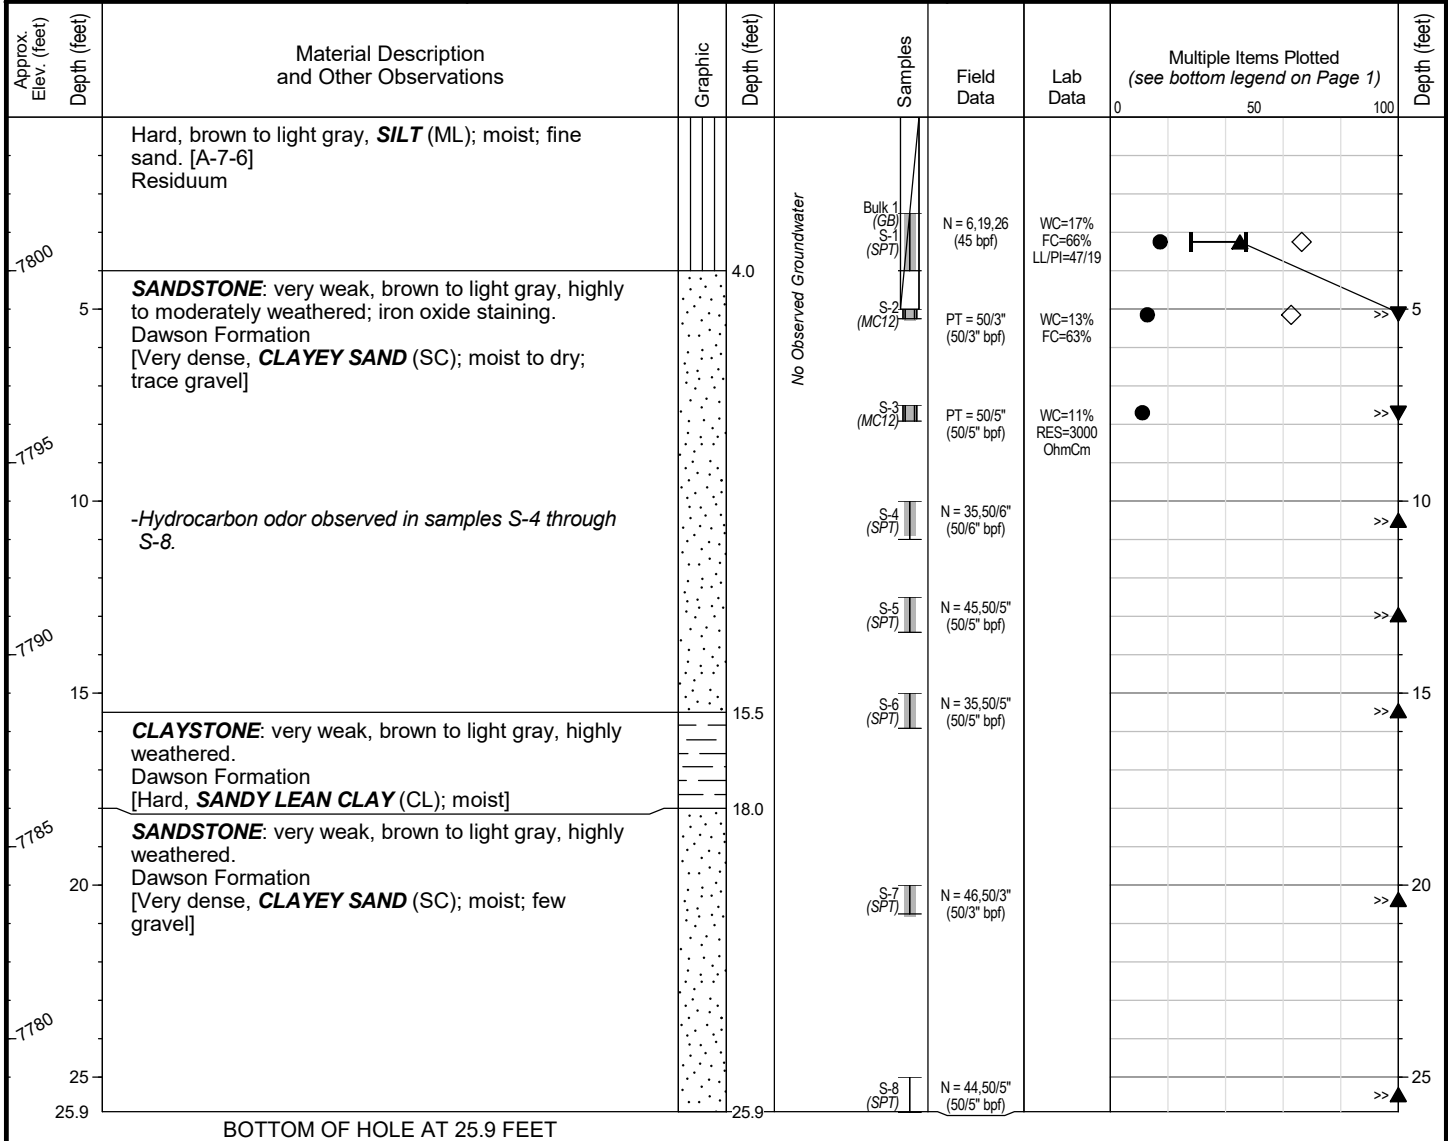 Approx.
Elev. (feet)
Depth (feet)
Material Description
and Other Observations
Graphic
Depth (feet)
Samples
Field
Data
Lab
Data
Multiple Items Plotted
(see bottom legend on Page 1)
0 50 100
Depth (feet)
Hard, brown to light gray, SILT (ML); moist; fine
sand. [A-7-6]
Residuum
No Observed Groundwater
Bulk 1
(GB)
S-1
(SPT)
N = 6,19,26
(45 bpf)
WC=17%
FC=66%
LL/PI=47/19
7800
4.0
SANDSTONE: very weak, brown to light gray, highly
to moderately weathered; iron oxide staining.
Dawson Formation
[Very dense, CLAYEY SAND (SC); moist to dry;
trace gravel]
5
S-2
(MC12)
PT = 50/3"
(50/3" bpf)
WC=13%
FC=63%
>>
5
S-3
(MC12)
PT = 50/5"
(50/5" bpf)
WC=11%
RES=3000
OhmCm
>>
7795
10
-Hydrocarbon odor observed in samples S-4 through
S-8.
S-4
(SPT)
N = 35,50/6"
(50/6" bpf)
>>
10
S-5
(SPT)
N = 45,50/5"
(50/5" bpf)
>>
7790
15
S-6
(SPT)
N = 35,50/5"
(50/5" bpf)
>>
15
15.5
CLAYSTONE: very weak, brown to light gray, highly
weathered.
Dawson Formation
[Hard, SANDY LEAN CLAY (CL); moist]
18.0
7785
SANDSTONE: very weak, brown to light gray, highly
weathered.
Dawson Formation
[Very dense, CLAYEY SAND (SC); moist; few
gravel]
20
S-7
(SPT)
N = 46,50/3"
(50/3" bpf)
>>
20
7780
25
S-8
(SPT)
N = 44,50/5"
(50/5" bpf)
>>
25
25.9
25.9
BOTTOM OF HOLE AT 25.9 FEET